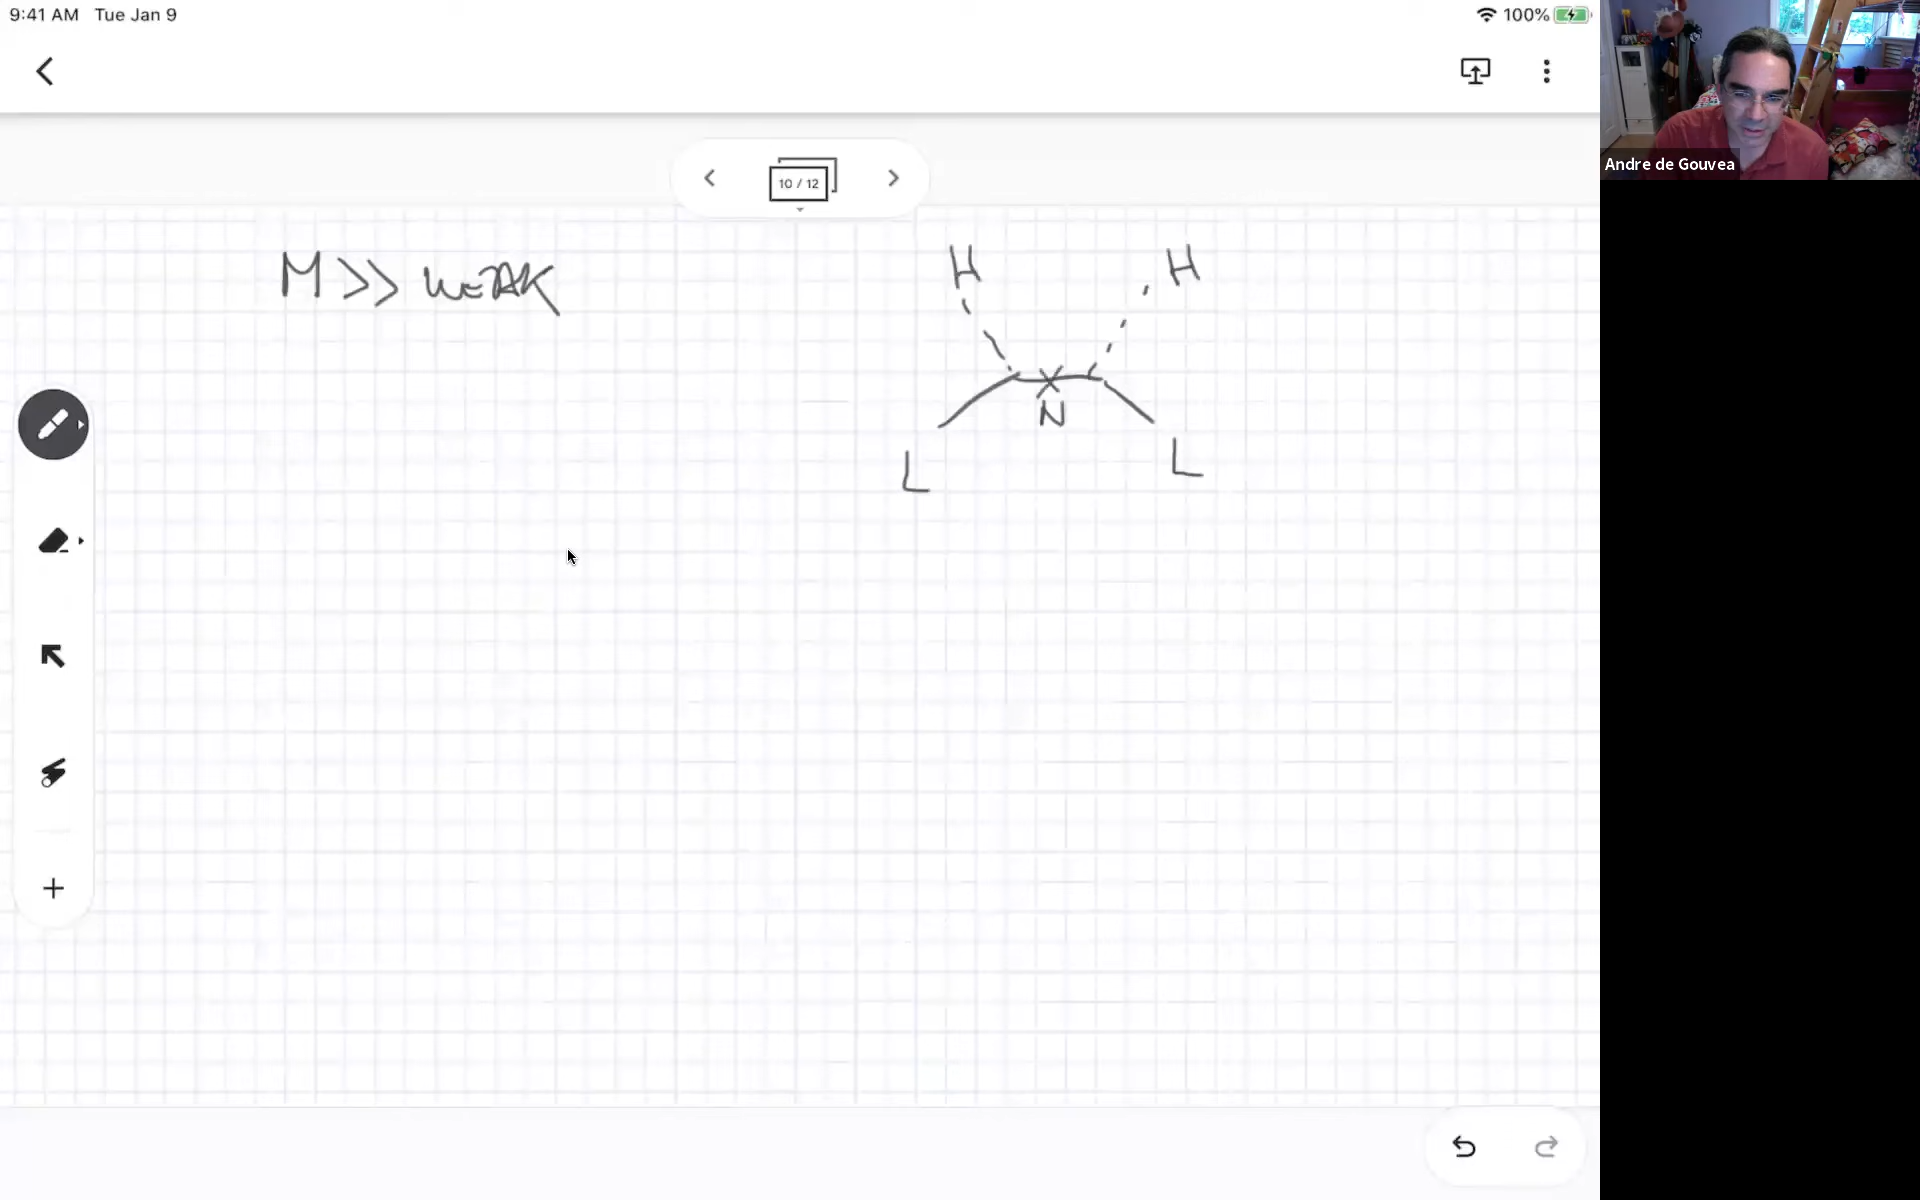 9:41 AM Tue Jan 9
100%
10 / 12
M >> WEAK
H H
N
L L
Andre de Gouvea